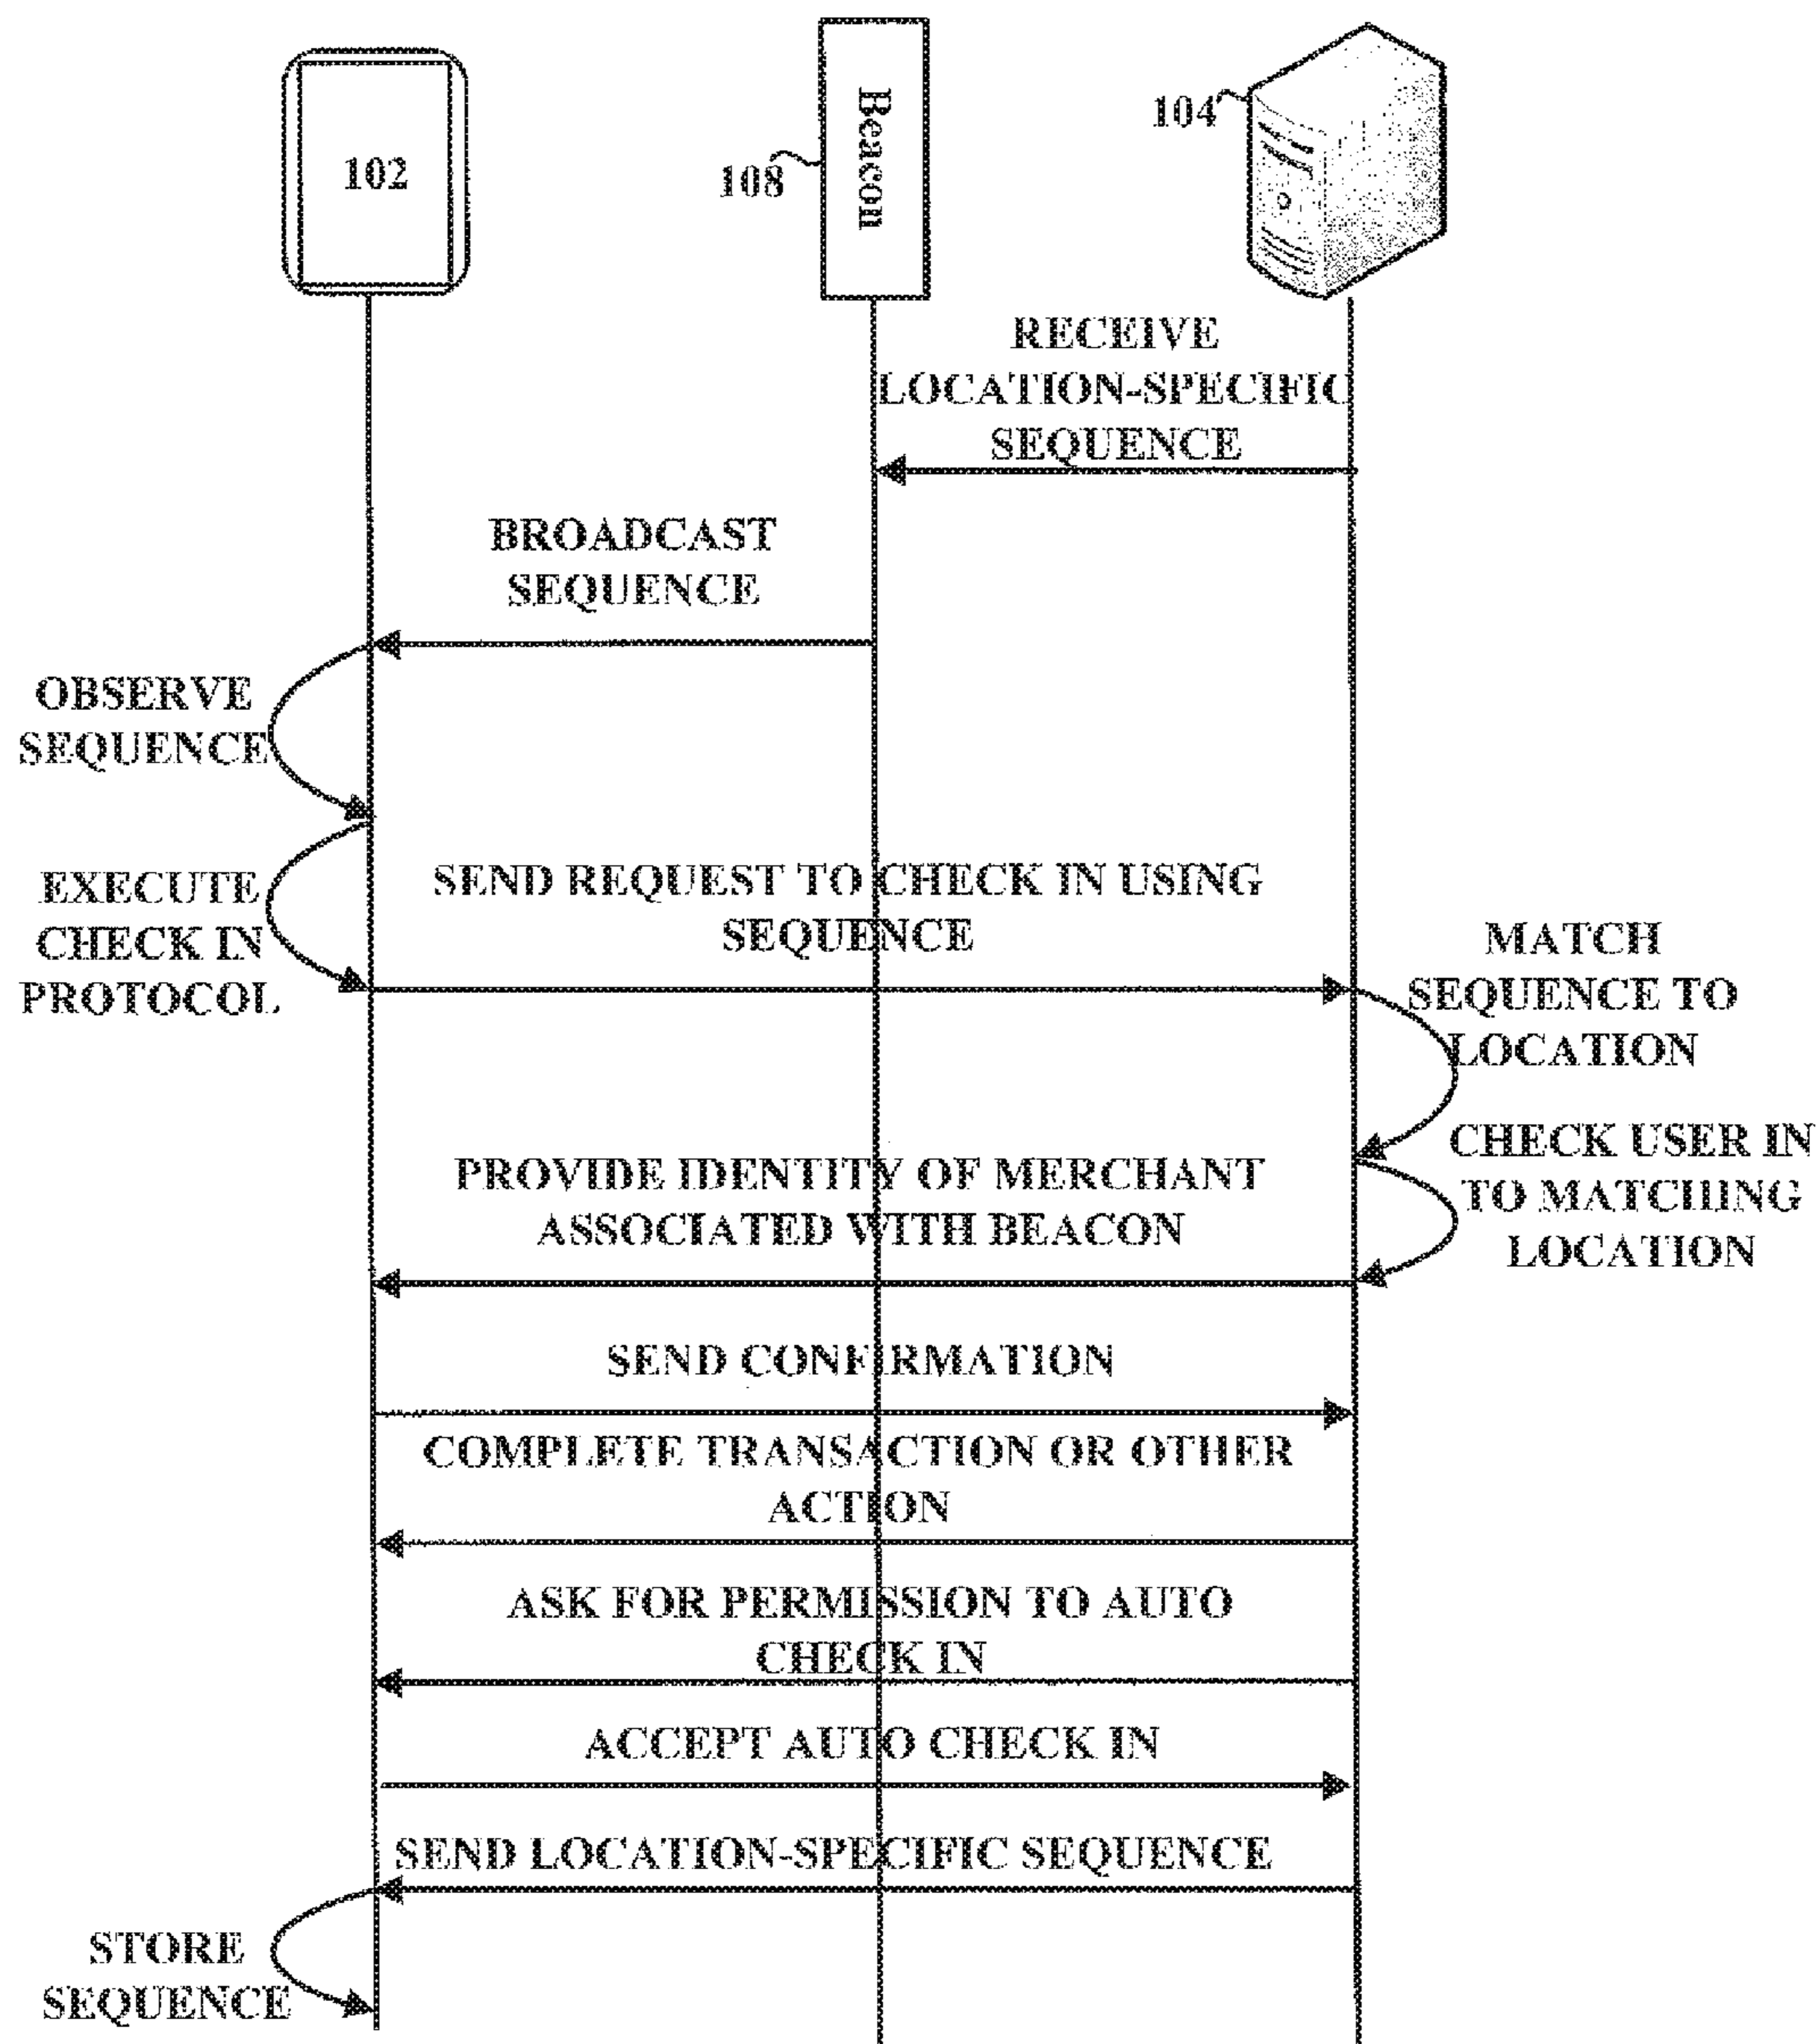 102
108
Beacon
104
RECEIVE
LOCATION-SPECIFIC
SEQUENCE
BROADCAST
SEQUENCE
OBSERVE
SEQUENCE
EXECUTE
CHECK IN
PROTOCOL
SEND REQUEST TO CHECK IN USING
SEQUENCE
MATCH
SEQUENCE TO
LOCATION
CHECK USER IN
TO MATCHING
LOCATION
PROVIDE IDENTITY OF MERCHANT
ASSOCIATED WITH BEACON
SEND CONFIRMATION
COMPLETE TRANSACTION OR OTHER
ACTION
ASK FOR PERMISSION TO AUTO
CHECK IN
ACCEPT AUTO CHECK IN
SEND LOCATION-SPECIFIC SEQUENCE
STORE
SEQUENCE